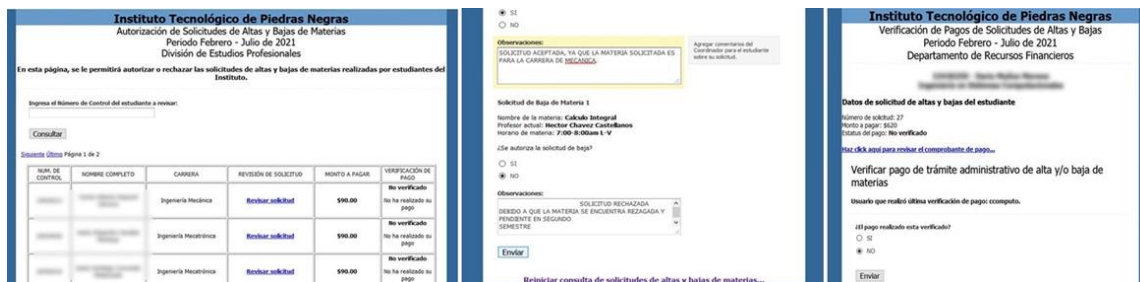 Instituto Tecnológico de Piedras Negras
Autorización de Solicitudes de Altas y Bajas de Materias
Periodo Febrero - Julio de 2021
División de Estudios Profesionales
En esta página, se le permitirá autorizar o rechazar las solicitudes de altas y bajas de materias realizadas por estudiantes del Instituto.
Ingresa el Número de Control del estudiante a revisar:
Consultar
Siguiente Último Página 1 de 2
NUM. DE CONTROL NOMBRE COMPLETO CARRERA REVISIÓN DE SOLICITUD MONTO A PAGAR VERIFICACIÓN DE PAGO
Ingeniería Mecánica Revisar solicitud $90.00 No verificado No ha realizado su pago
Ingeniería Mecatrónica Revisar solicitud $90.00 No verificado No ha realizado su pago
Ingeniería Mecatrónica Revisar solicitud $90.00 No verificado No ha realizado su pago
SI
NO
Observaciones:
SOLICITUD ACEPTADA, YA QUE LA MATERIA SOLICITADA ES
PARA LA CARRERA DE MECANICA.
Agregar comentarios del
Coordinador para el estudiante
sobre su solicitud.
Solicitud de Baja de Materia 1
Nombre de la materia: Calculo Integral
Profesor actual: Hector Chavez Castellanos
Horario de materia: 7:00-8:00am L-V
¿Se autoriza la solicitud de baja?
SI
NO
Observaciones:
SOLICITUD RECHAZADA
DEBIDO A QUE LA MATERIA SE ENCUENTRA REZAGADA Y
PENDIENTE EN SEGUNDO
SEMESTRE
Enviar
Reiniciar consulta de solicitudes de altas y bajas de materias...
Instituto Tecnológico de Piedras Negras
Verificación de Pagos de Solicitudes de Altas y Bajas
Periodo Febrero - Julio de 2021
Departamento de Recursos Financieros
Datos de solicitud de altas y bajas del estudiante
Número de solicitud: 27
Monto a pagar: $620
Estatus del pago: No verificado
Haz click aquí para revisar el comprobante de pago...
Verificar pago de trámite administrativo de alta y/o baja de
materias
Usuario que realizó última verificación de pago: ccomputo.
¿El pago realizado esta verificado?
SI
NO
Enviar